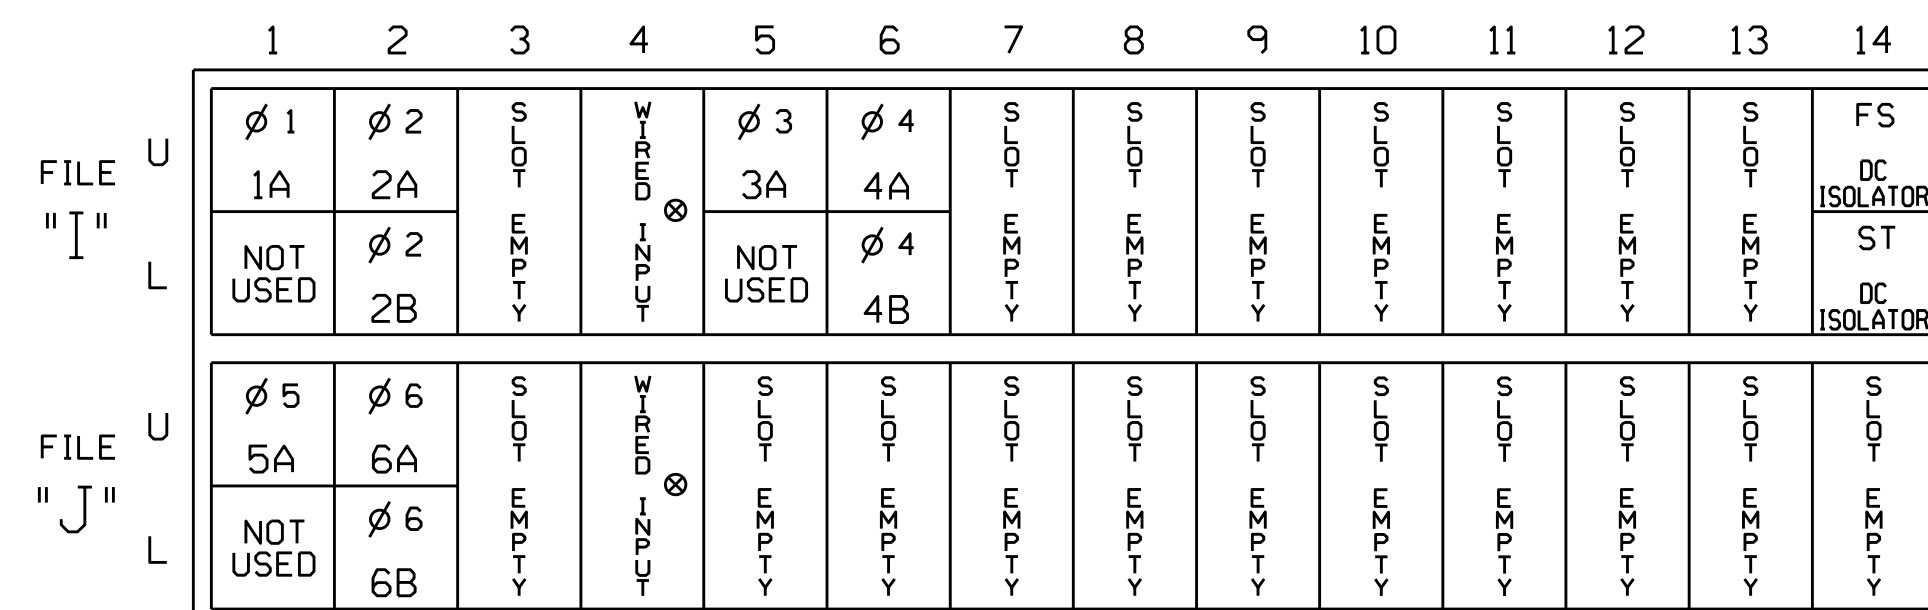 1 2 3 4 5 6 7 8 9 10 11 12 13 14
FILE "I"
U
Ø 1 Ø 2 SLOT EMPTY WIRED INPUT Ø 3 Ø 4 SLOT EMPTY SLOT EMPTY SLOT EMPTY SLOT EMPTY SLOT EMPTY SLOT EMPTY SLOT EMPTY FS
1A 2A 3A 4A DC ISOLATOR
L
NOT USED Ø 2 NOT USED Ø 4 ST
2B 4B DC ISOLATOR
FILE "J"
U
Ø 5 Ø 6 SLOT EMPTY WIRED INPUT SLOT EMPTY SLOT EMPTY SLOT EMPTY SLOT EMPTY SLOT EMPTY SLOT EMPTY SLOT EMPTY SLOT EMPTY SLOT EMPTY SLOT EMPTY
5A 6A
L
NOT USED Ø 6
6B